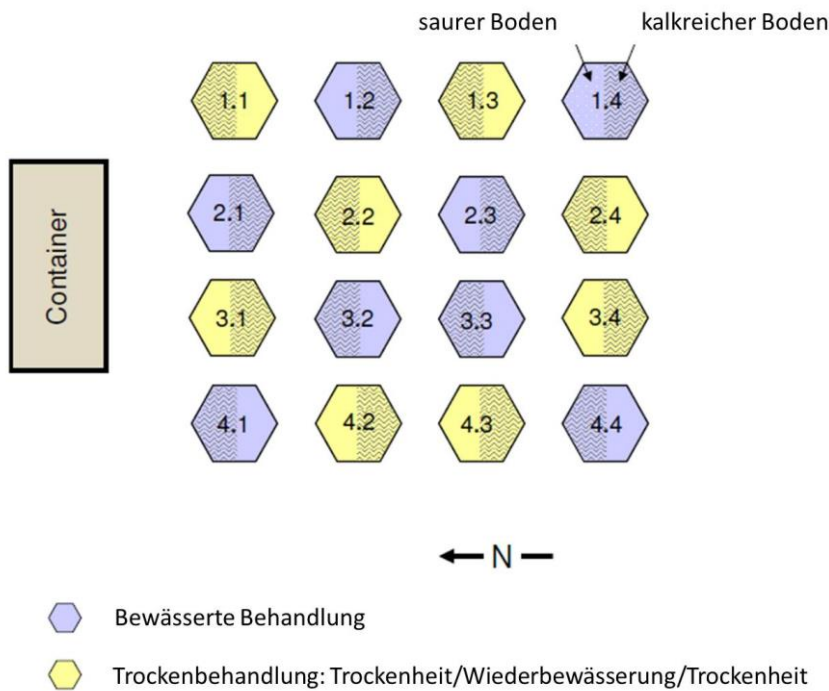 saurer Boden kalkreicher Boden
1.1 1.2 1.3 1.4
Container
2.1 2.2 2.3 2.4
3.1 3.2 3.3 3.4
4.1 4.2 4.3 4.4
N
Bewässerte Behandlung
Trockenbehandlung: Trockenheit/Wiederbewässerung/Trockenheit